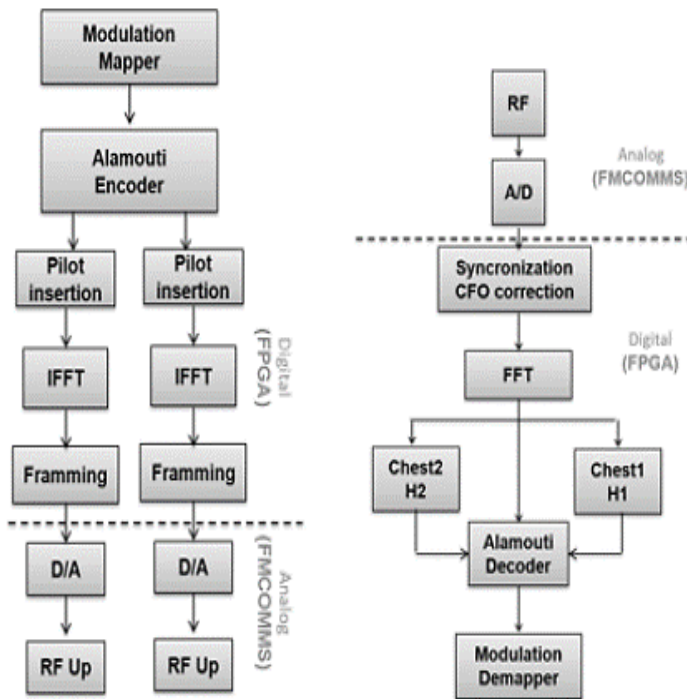 Modulation
Mapper
Alamouti
Encoder
Pilot
insertion
Pilot
insertion
IFFT
IFFT
Digital
(FPGA)
Framming
Framming
D/A
D/A
Analog
(FMCOMMS)
RF Up
RF Up
RF
Analog
(FMCOMMS)
A/D
Syncronization
CFO correction
Digital
(FPGA)
FFT
Chest2
H2
Chest1
H1
Alamouti
Decoder
Modulation
Demapper